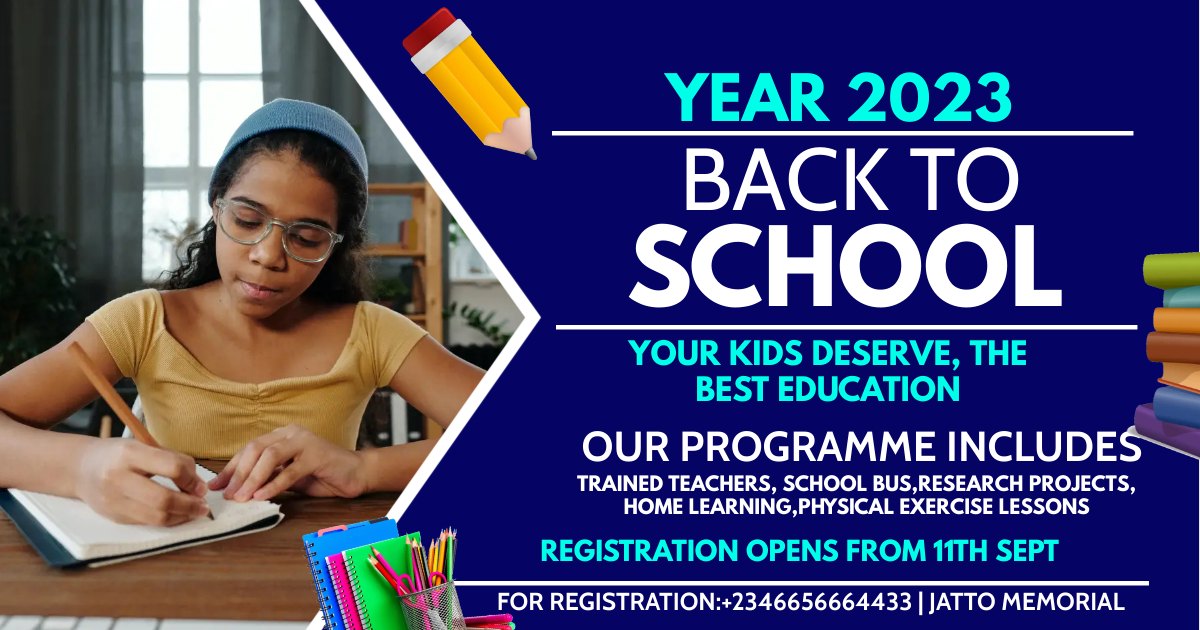 YEAR 2023
BACK TO
SCHOOL
YOUR KIDS DESERVE, THE
BEST EDUCATION
OUR PROGRAMME INCLUDES
TRAINED TEACHERS, SCHOOL BUS,RESEARCH PROJECTS,
HOME LEARNING,PHYSICAL EXERCISE LESSONS
REGISTRATION OPENS FROM 11TH SEPT
FOR REGISTRATION:+2346656664433 | JATTO MEMORIAL